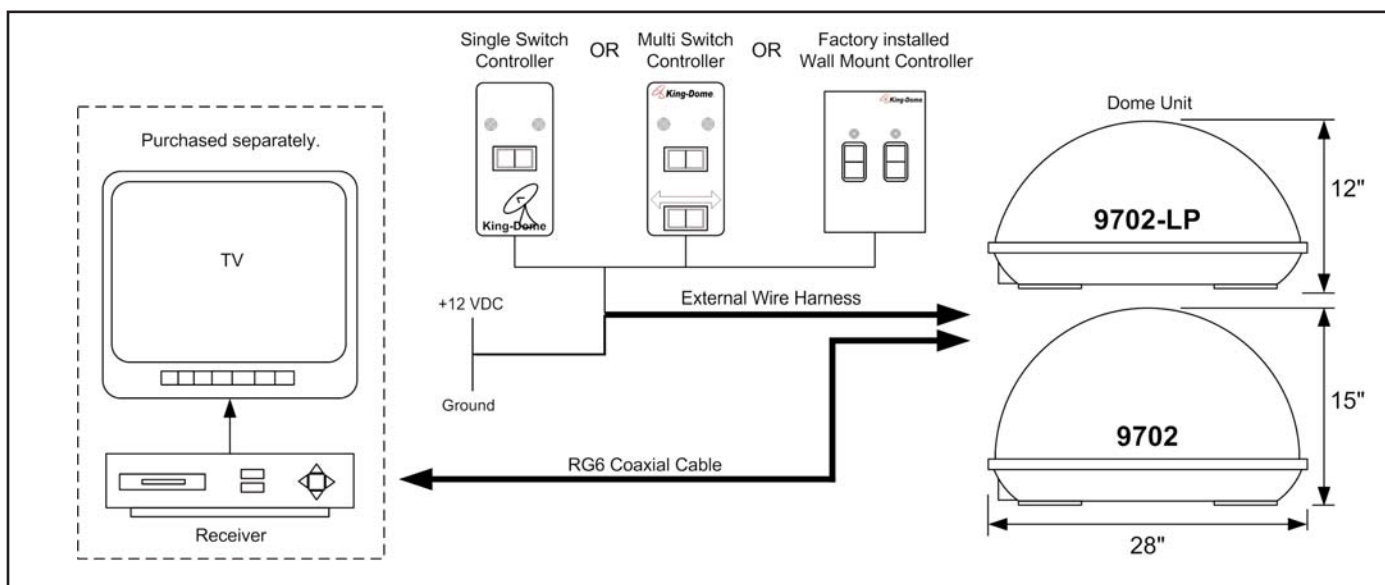 Single Switch
Controller
OR
Multi Switch
Controller
OR
Factory installed
Wall Mount Controller
King-Dome
King-Dome
King-Dome
Purchased separately.
TV
Receiver
+12 VDC
Ground
External Wire Harness
RG6 Coaxial Cable
Dome Unit
9702-LP
12"
9702
15"
28"